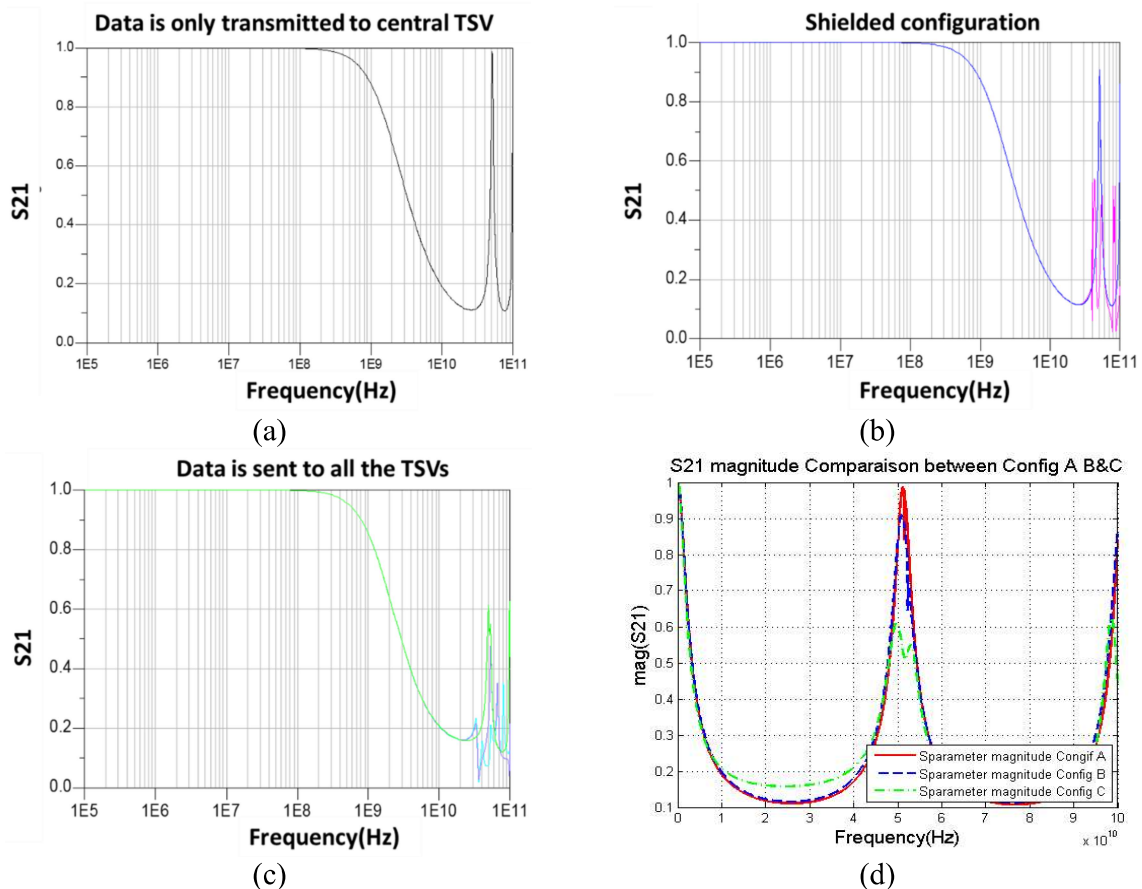 Data is only transmitted to central TSV
1.0
0.8
0.6
0.4
0.2
0.0
S21
1E5 1E6 1E7 1E8 1E9 1E10 1E11
Frequency(Hz)
(a)
Shielded configuration
1.0
0.8
0.6
0.4
0.2
0.0
S21
1E5 1E6 1E7 1E8 1E9 1E10 1E11
Frequency(Hz)
(b)
Data is sent to all the TSVs
1.0
0.8
0.6
0.4
0.2
0.0
S21
1E5 1E6 1E7 1E8 1E9 1E10 1E11
Frequency(Hz)
(c)
S21 magnitude Comparaison between Config A B&C
1
0.9
0.8
0.7
0.6
0.5
0.4
0.3
0.2
0.1
mag(S21)
Sparameter magnitude Congif A
Sparameter magnitude Config B
Sparameter magnitude Config C
0 1 2 3 4 5 6 7 8 9 10
Frequency(Hz)
x 10^10
(d)